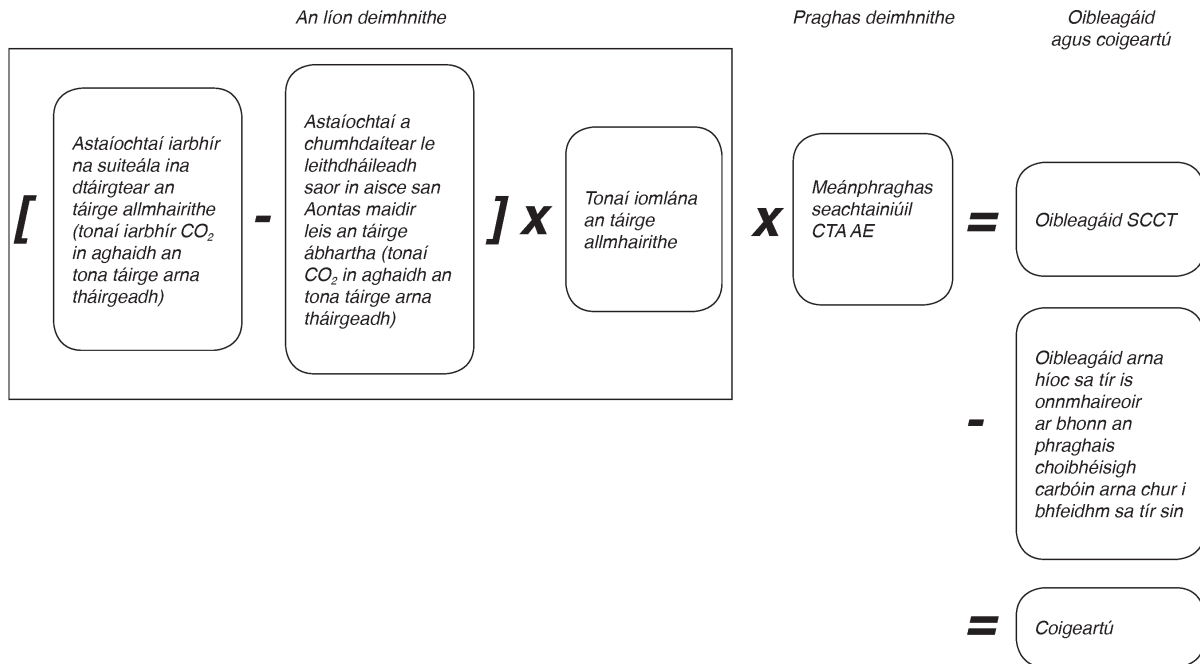 An líon deimhnithe
Praghas deimhnithe
Oibleagáid
agus coigeartú
[
Astaíochtaí iarbhír
na suiteála ina
dtáirgtear an
táirge allmhairithe
(tonaí iarbhír CO₂
in aghaidh an
tona táirge arna
tháirgeadh)
-
Astaíochtaí a
chumhdaítear le
leithdháileadh
saor in aisce san
Aontas maidir
leis an táirge
ábhartha (tonaí
CO₂ in aghaidh an
tona táirge arna
tháirgeadh)
] x
Tonaí iomlána
an táirge
allmhairithe
x
Meánphraghas
seachtainiúil
CTA AE
=
Oibleagáid SCCT
-
Oibleagáid arna
híoc sa tír is
onnmhaireoir
ar bhonn an
phraghais
choibhéisigh
carbóin arna chur i
bhfeidhm sa tír sin
=
Coigeartú